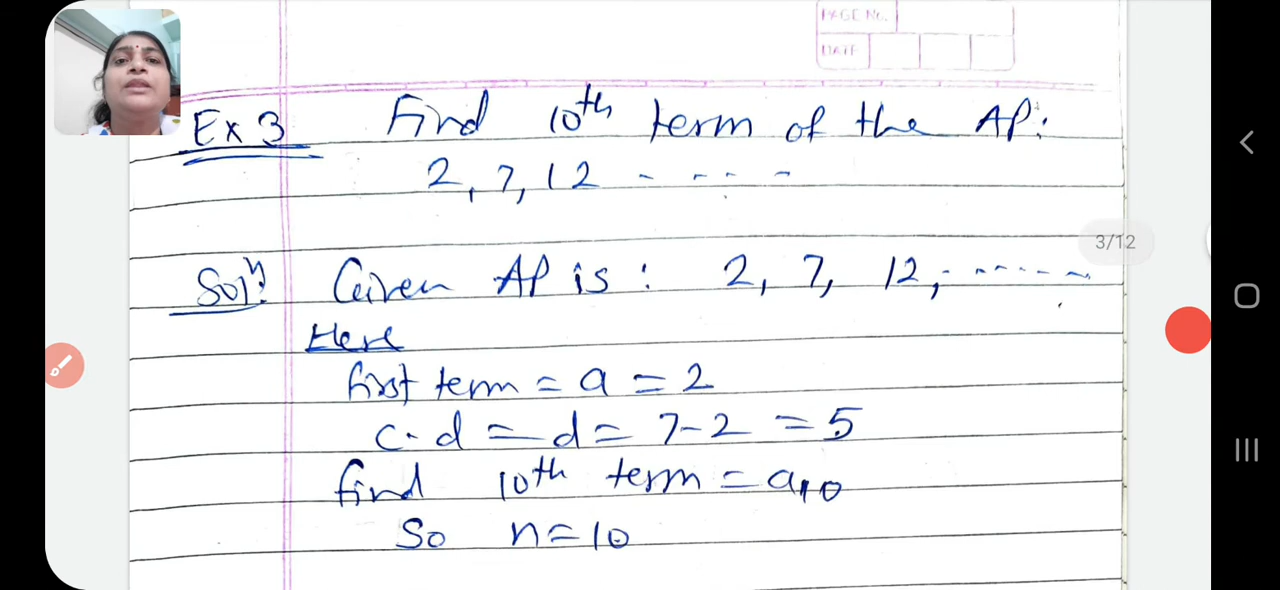 PAGE No.
DATE
Ex 3 Find 10th term of the AP:
2, 7, 12 - - - -
Soln: Given AP is : 2, 7, 12, - - - - - -
Here
first term = a = 2
c. d = d = 7-2 = 5
find 10th term = a10
So n = 10
3/12